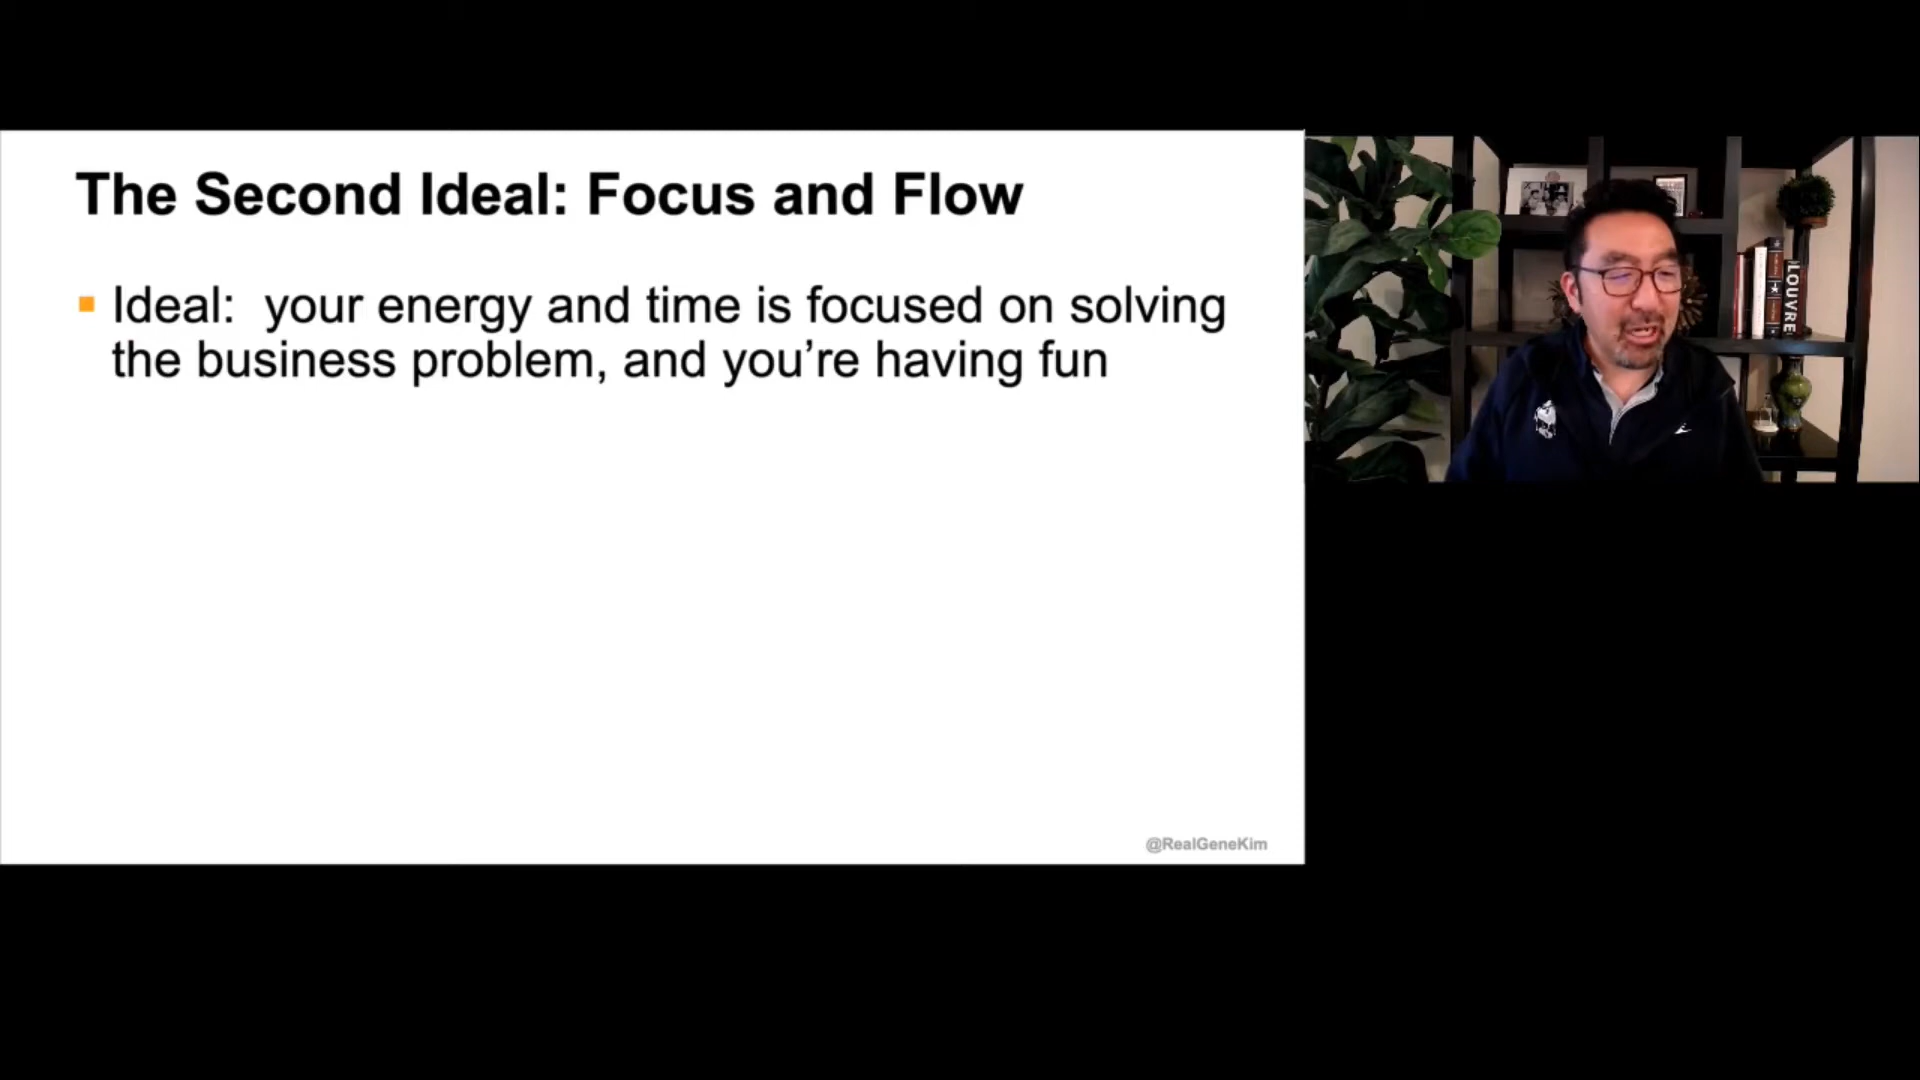 The Second Ideal: Focus and Flow
Ideal:  your energy and time is focused on solving
the business problem, and you’re having fun
@RealGeneKim
LOUVRE